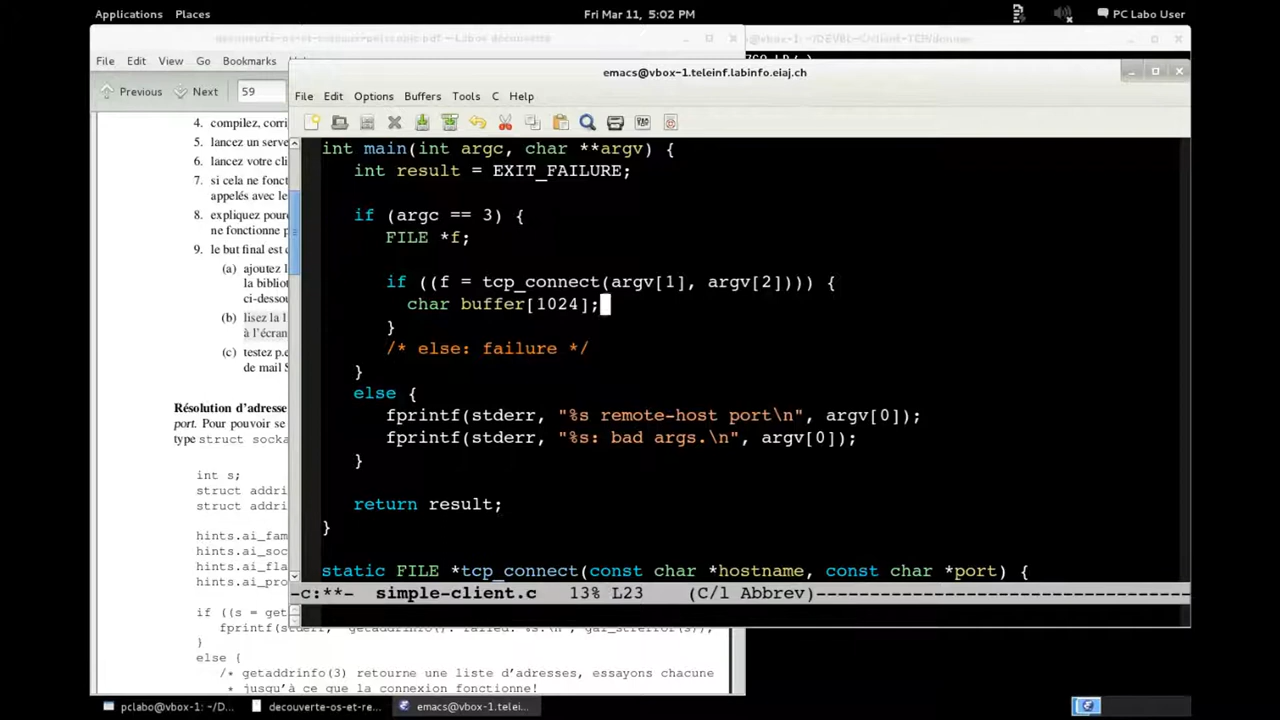 Applications Places Fri Mar 11, 5:02 PM PC Labo User
File Edit View Go Bookmarks
Previous Next 59
4. compilez, corri
5. lancez un serve
6. lancez votre cli
7. si cela ne fonct
appelés avec le
8. expliquez pour
ne fonctionne p
9. le but final est d
(a) ajoutez l
la bibliot
ci-dessou
(b) lisez la l
à l'écran
(c) testez p.e
de mail S
Résolution d'adresse
port. Pour pouvoir se
type struct socka
int s;
struct addri
struct addri
hints.ai_fam
hints.ai_soc
hints.ai_fla
hints.ai_pro
if ((s = get
fprintf(stderr, "getaddrinfo(): failed: %s.\n", gai_strerror(s));
}
else {
/* getaddrinfo(3) retourne une liste d'adresses, essayons chacune
* jusqu'à ce que la connexion fonctionne!
emacs@vbox-1.teleinf.labinfo.eiaj.ch
File Edit Options Buffers Tools C Help
int main(int argc, char **argv) {
int result = EXIT_FAILURE;
if (argc == 3) {
FILE *f;
if ((f = tcp_connect(argv[1], argv[2]))) {
char buffer[1024];
}
/* else: failure */
}
else {
fprintf(stderr, "%s remote-host port\n", argv[0]);
fprintf(stderr, "%s: bad args.\n", argv[0]);
}
return result;
}
static FILE *tcp_connect(const char *hostname, const char *port) {
-c:**- simple-client.c 13% L23 (C/l Abbrev)----------------------------------
pclabo@vbox-1: ~/D... decouverte-os-et-re... emacs@vbox-1.telei...